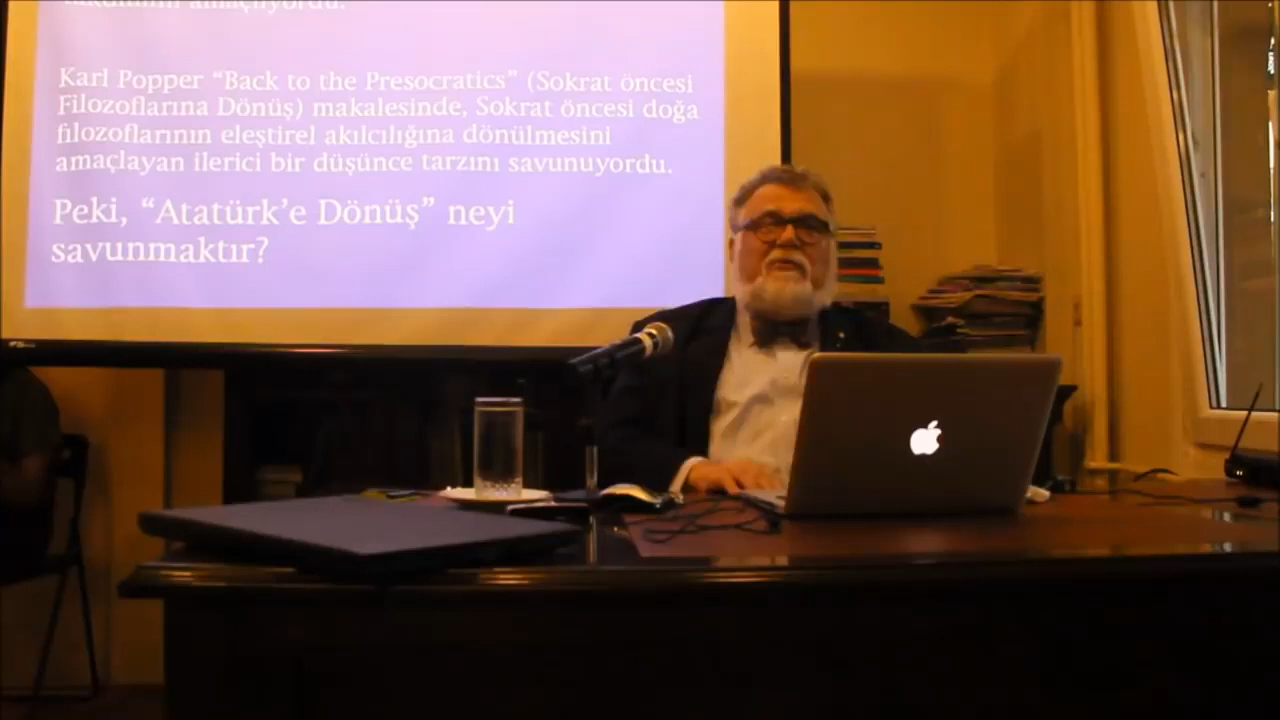 amaçlıyordu.
Karl Popper “Back to the Presocratics” (Sokrat öncesi
Filozoflarına Dönüş) makalesinde, Sokrat öncesi doğa
filozoflarının eleştirel akılcılığına dönülmesini
amaçlayan ilerici bir düşünce tarzını savunuyordu.
Peki, “Atatürk’e Dönüş” neyi
savunmaktır?